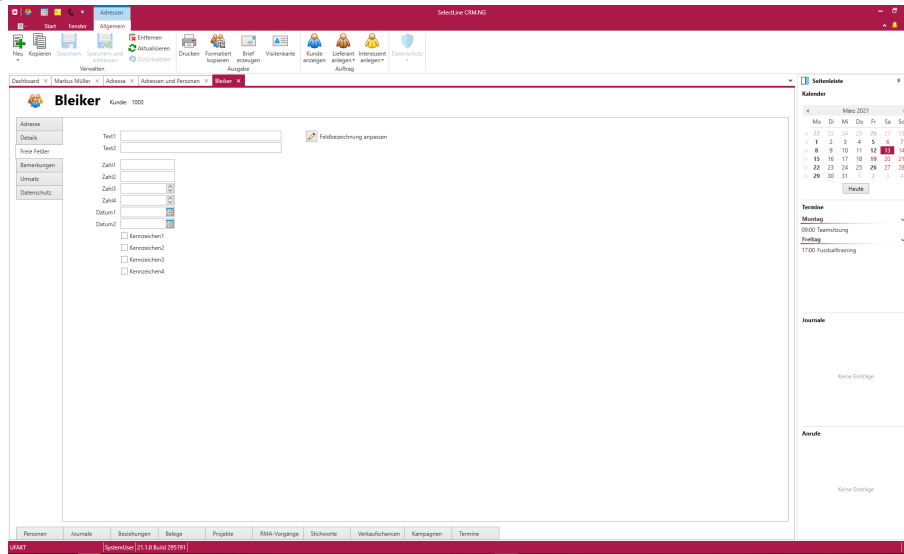 Adressen
SelectLine CRM.NG
Start Fenster Allgemein
Neu Kopieren Speichern Speichern und schliessen Entfernen Aktualisieren Zurücksetzen
Drucken Formatiert kopieren Brief erzeugen Visitenkarte
Kunde anzeigen Lieferant anlegen Interessent anlegen Datenschutz
Verwalten Ausgabe Auftrag
Dashboard × Markus Müller × Adresse × Adressen und Personen × Bleiker ×
Bleiker Kunde: 1003
Adresse
Details
Freie Felder
Bemerkungen
Umsatz
Datenschutz
Text1
Feldbezeichnung anpassen
Text2
Zahl1
Zahl2
Zahl3
Zahl4
Datum1
Datum2
Kennzeichen1
Kennzeichen2
Kennzeichen3
Kennzeichen4
Seitenleiste
Kalender
März 2021
Mo Di Mi Do Fr Sa So
22 23 24 25 26 27 28
1 2 3 4 5 6 7
8 9 10 11 12 13 14
15 16 17 18 19 20 21
22 23 24 25 26 27 28
29 30 31 1 2 3 4
Heute
Termine
Montag
09:00 Teamsitzung
Freitag
17:00 Fussballtraining
Journale
Keine Einträge
Anrufe
Keine Einträge
Personen Journale Beziehungen Belege Projekte RMA-Vorgänge Stichworte Verkaufschancen Kampagnen Termine
UFAKT SystemUser 21.1.0 Build 295191